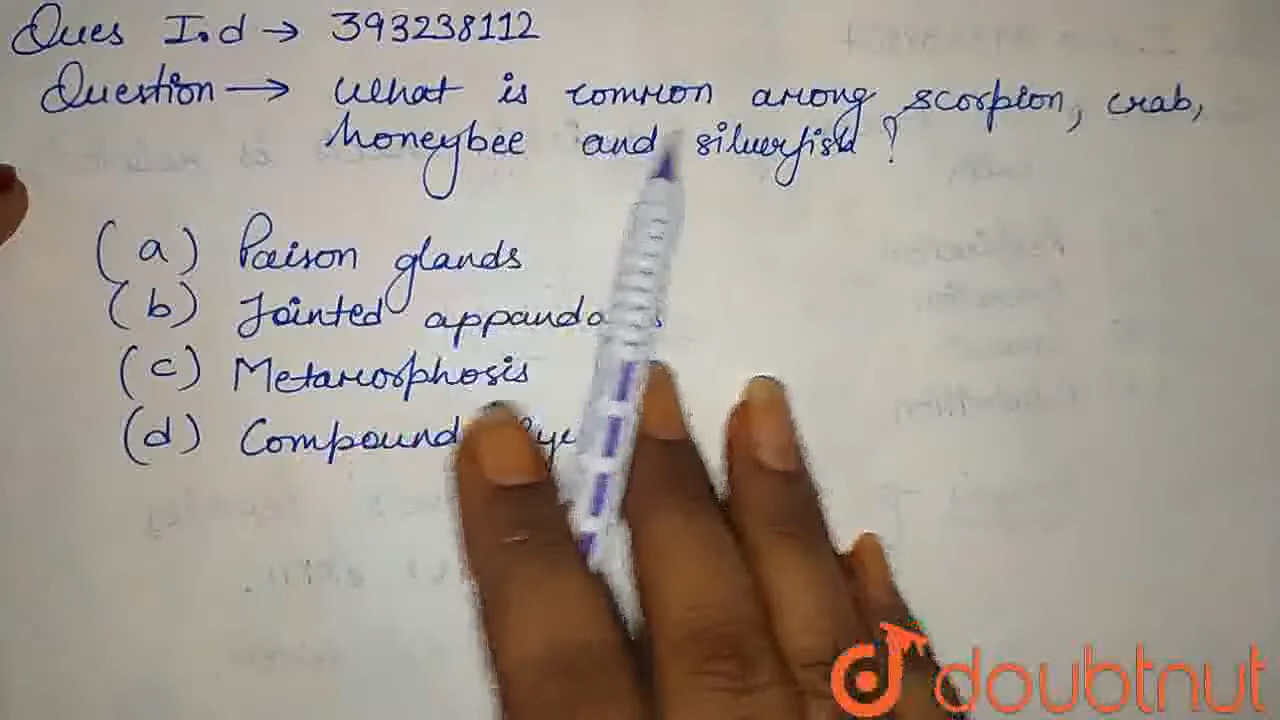 Ques I.d → 393238112
Question → What is common among scorpion, crab,
honeybee and silverfish ?
(a) Poison glands
(b) Jointed
(c) Metamorphosis
(d) Compound
doubtnut